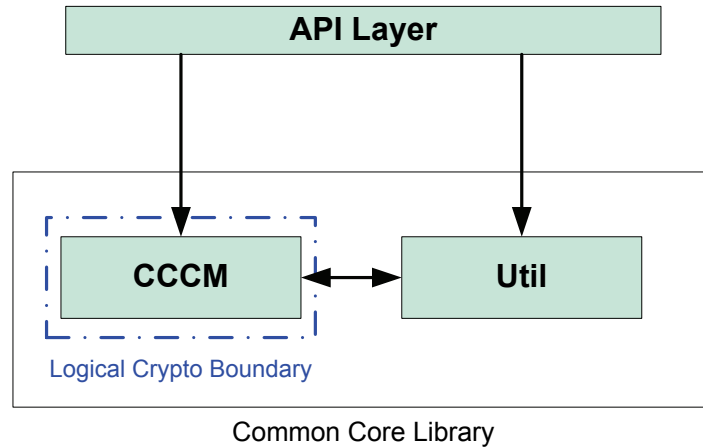 API Layer
CCCM
Util
Logical Crypto Boundary
Common Core Library